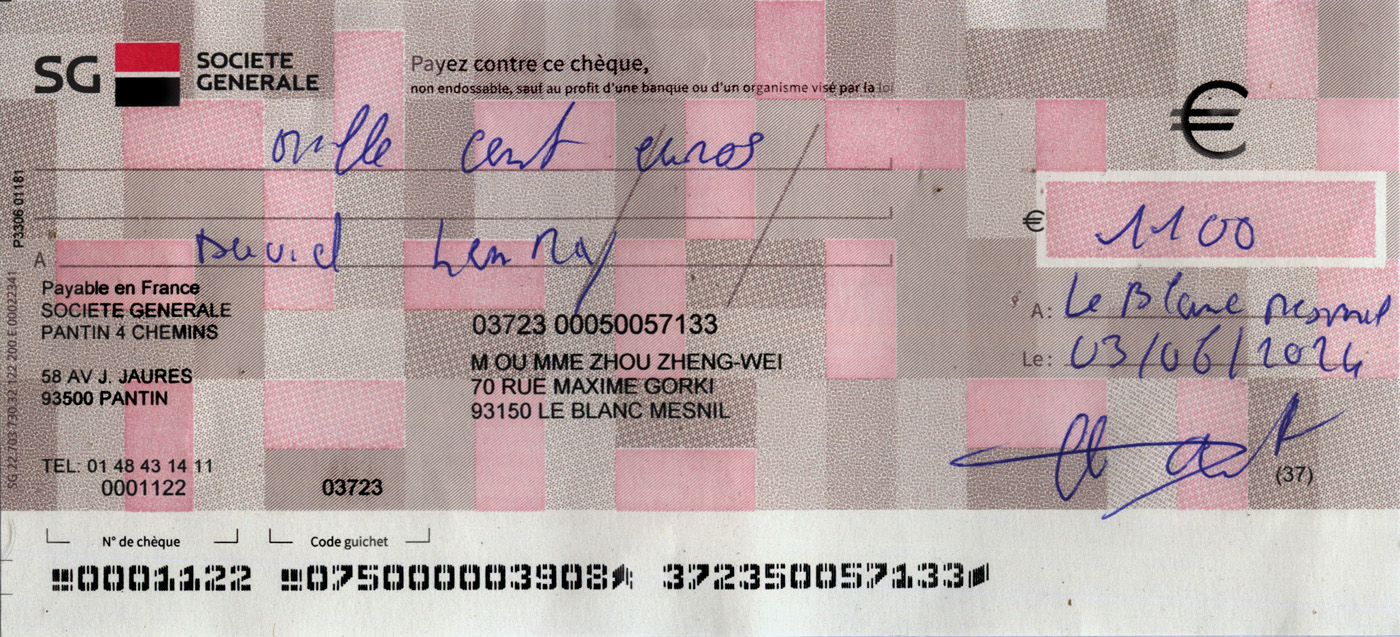 SG SOCIETE GENERALE
Payez contre ce chèque,
non endossable, sauf au profit d'une banque ou d'un organisme visé par la loi
mille cent euros
€
€ 1100
P3306 01181
A David
Payable en France
SOCIETE GENERALE
PANTIN 4 CHEMINS
58 AV J. JAURES
93500 PANTIN
TEL: 01 48 43 14 11
0001122 03723
03723 00050057133
M OU MME ZHOU ZHENG-WEI
70 RUE MAXIME GORKI
93150 LE BLANC MESNIL
A: Le Blanc Mesnil
Le: 03/06/2024
(37)
N° de chèque Code guichet
0001122 075000003908 372350057133